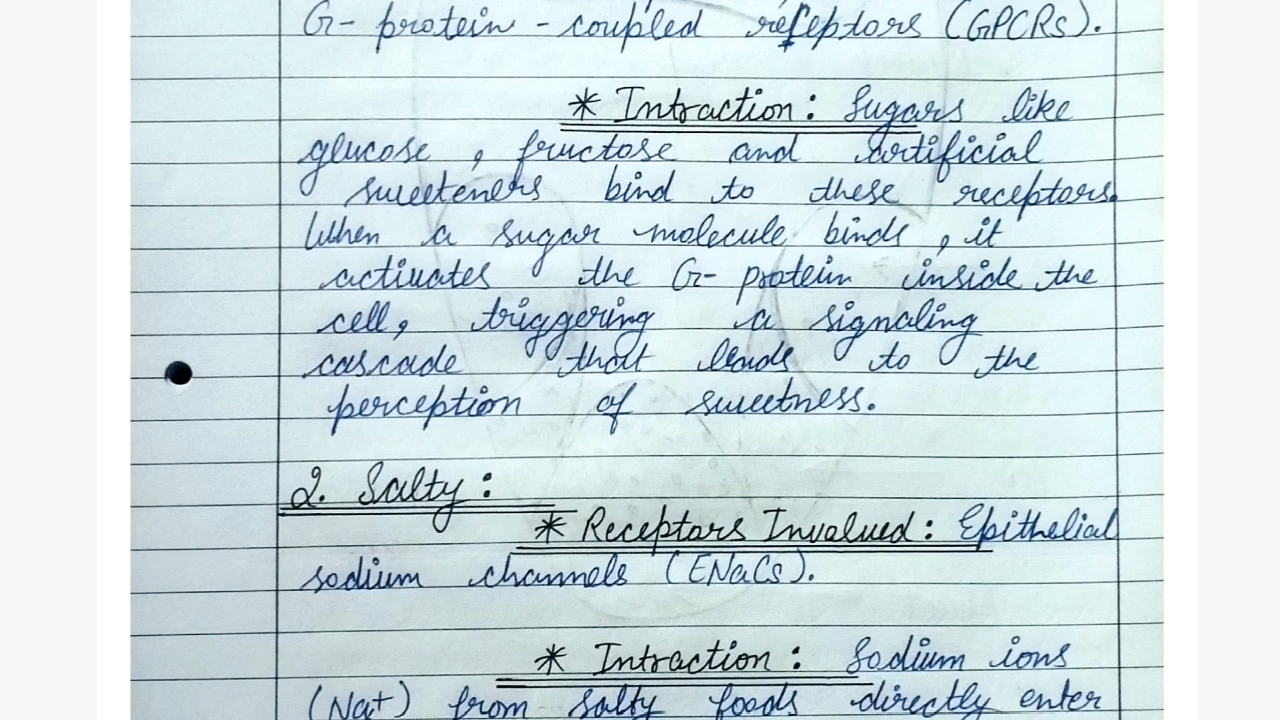 G- protein - coupled receptors (GPCRs).
* Intraction: Sugars like
glucose, fructose and artificial
sweeteners bind to these receptors.
When a sugar molecule binds, it
activates the G- protein inside the
cell, triggering a signaling
cascade that leads to the
perception of sweetness.
2. Salty:
* Receptars Involued: Epithelial
sodium channels (ENaCs).
* Intraction: Sodium ions
(Na+) from salty foods directly enter